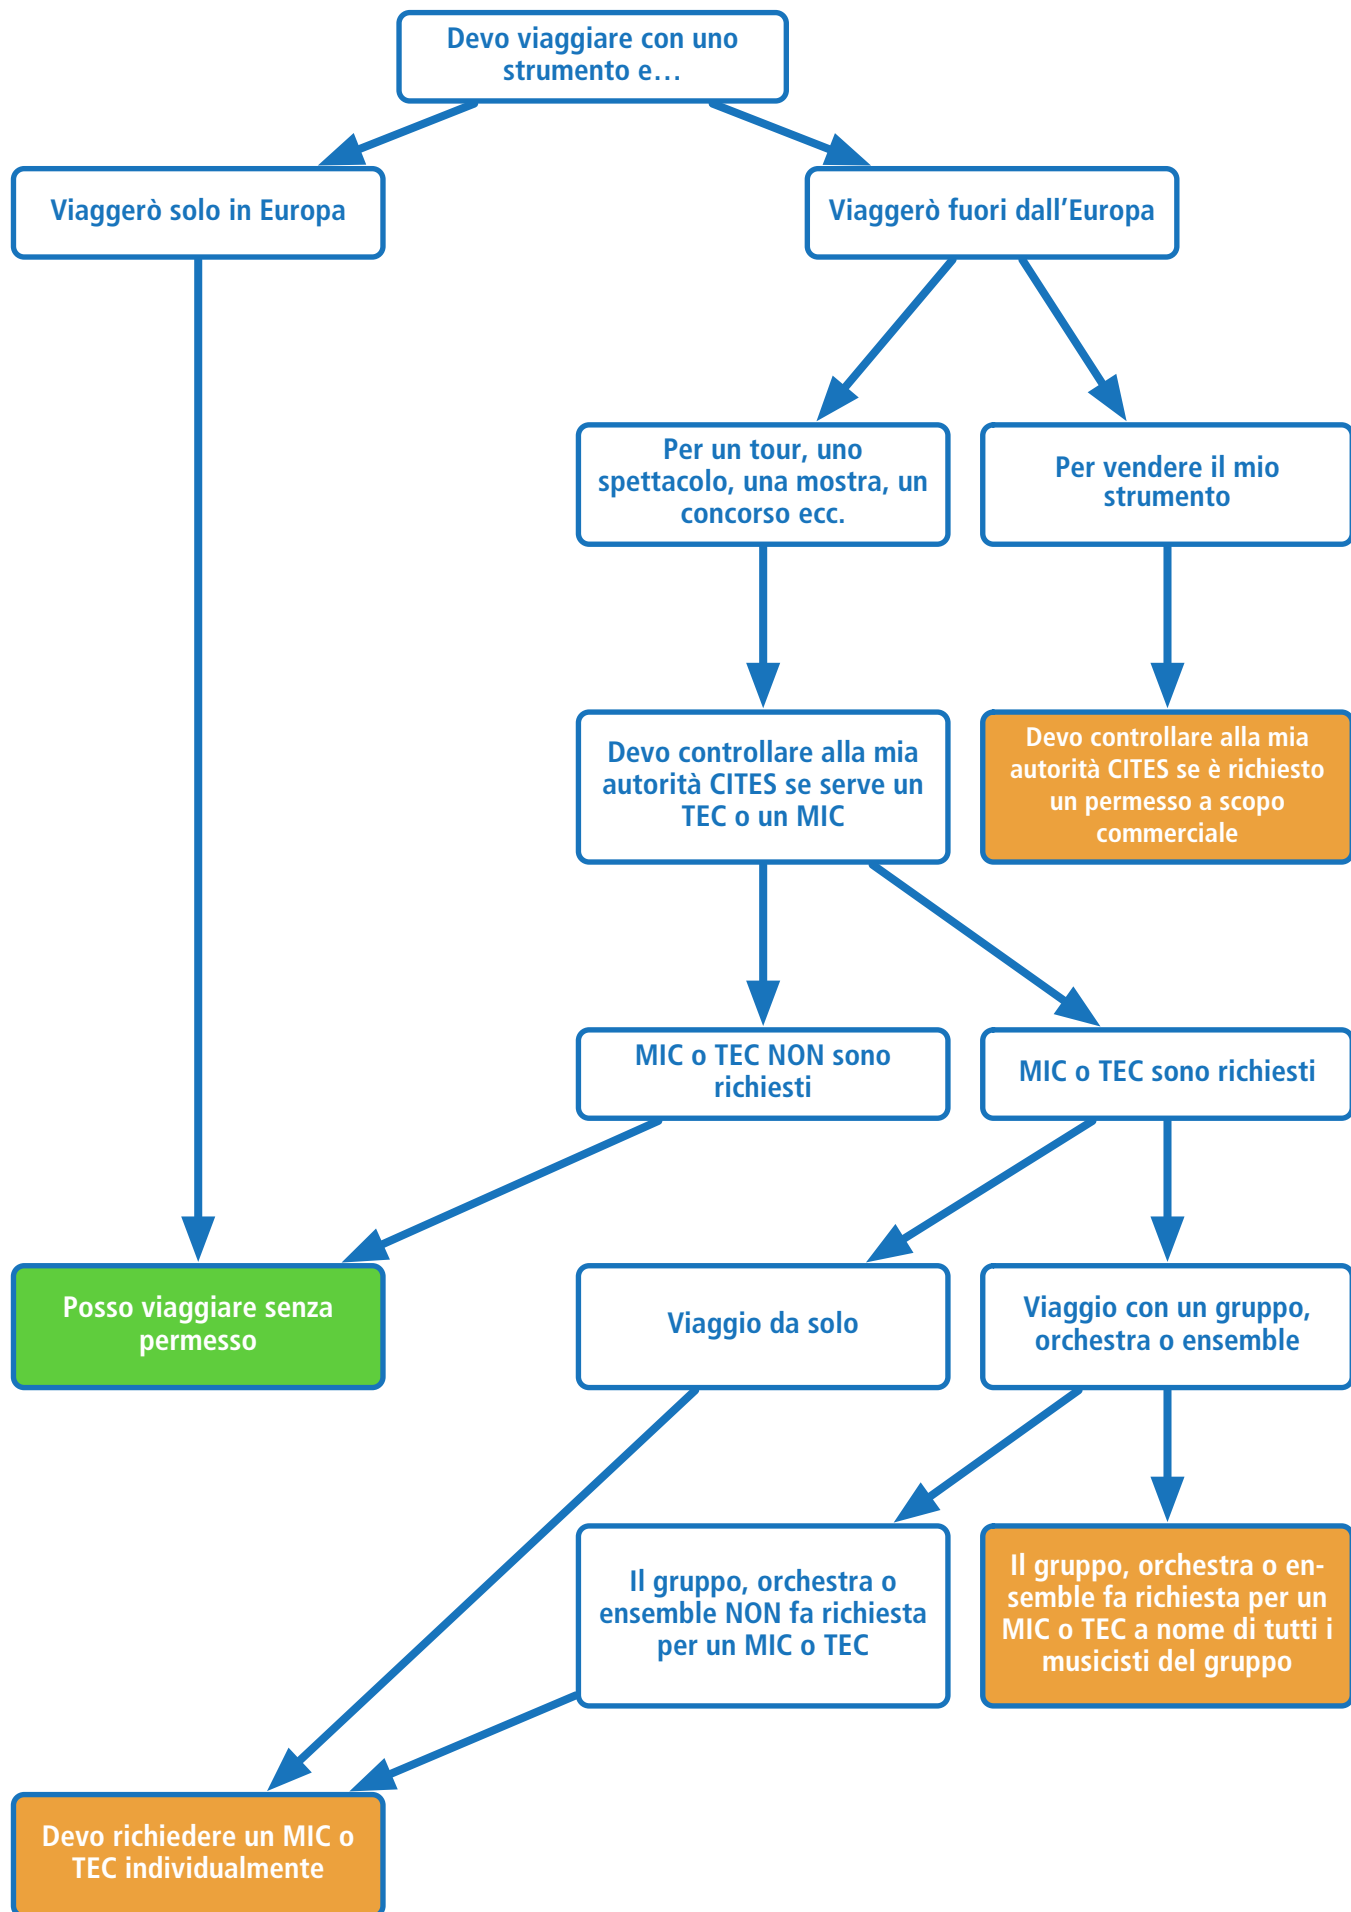 Devo viaggiare con uno
strumento e…
Viaggerò solo in Europa
Viaggerò fuori dall’Europa
Per un tour, uno
spettacolo, una mostra, un
concorso ecc.
Per vendere il mio
strumento
Devo controllare alla mia
autorità CITES se serve un
TEC o un MIC
Devo controllare alla mia
autorità CITES se è richiesto
un permesso a scopo
commerciale
MIC o TEC NON sono
richiesti
MIC o TEC sono richiesti
Posso viaggiare senza
permesso
Viaggio da solo
Viaggio con un gruppo,
orchestra o ensemble
Il gruppo, orchestra o
ensemble NON fa richiesta
per un MIC o TEC
Il gruppo, orchestra o en-
semble fa richiesta per un
MIC o TEC a nome di tutti i
musicisti del gruppo
Devo richiedere un MIC o
TEC individualmente